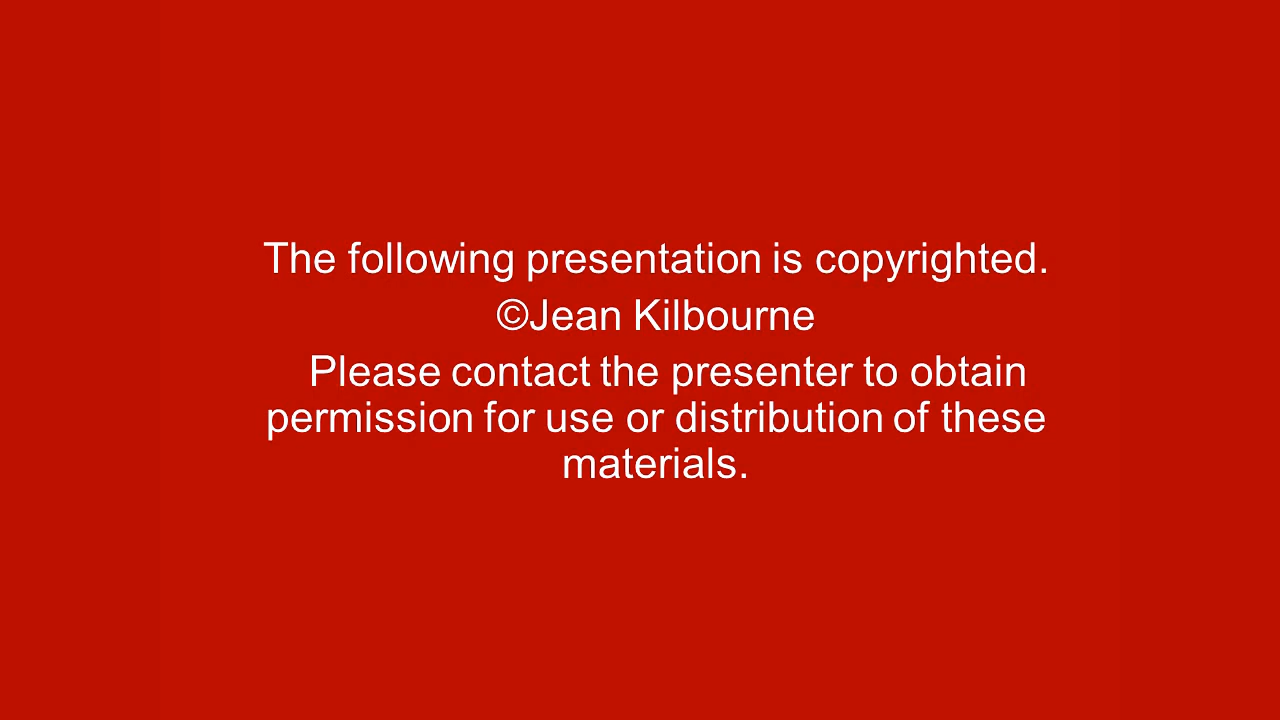 The following presentation is copyrighted.
©Jean Kilbourne
Please contact the presenter to obtain
permission for use or distribution of these
materials.